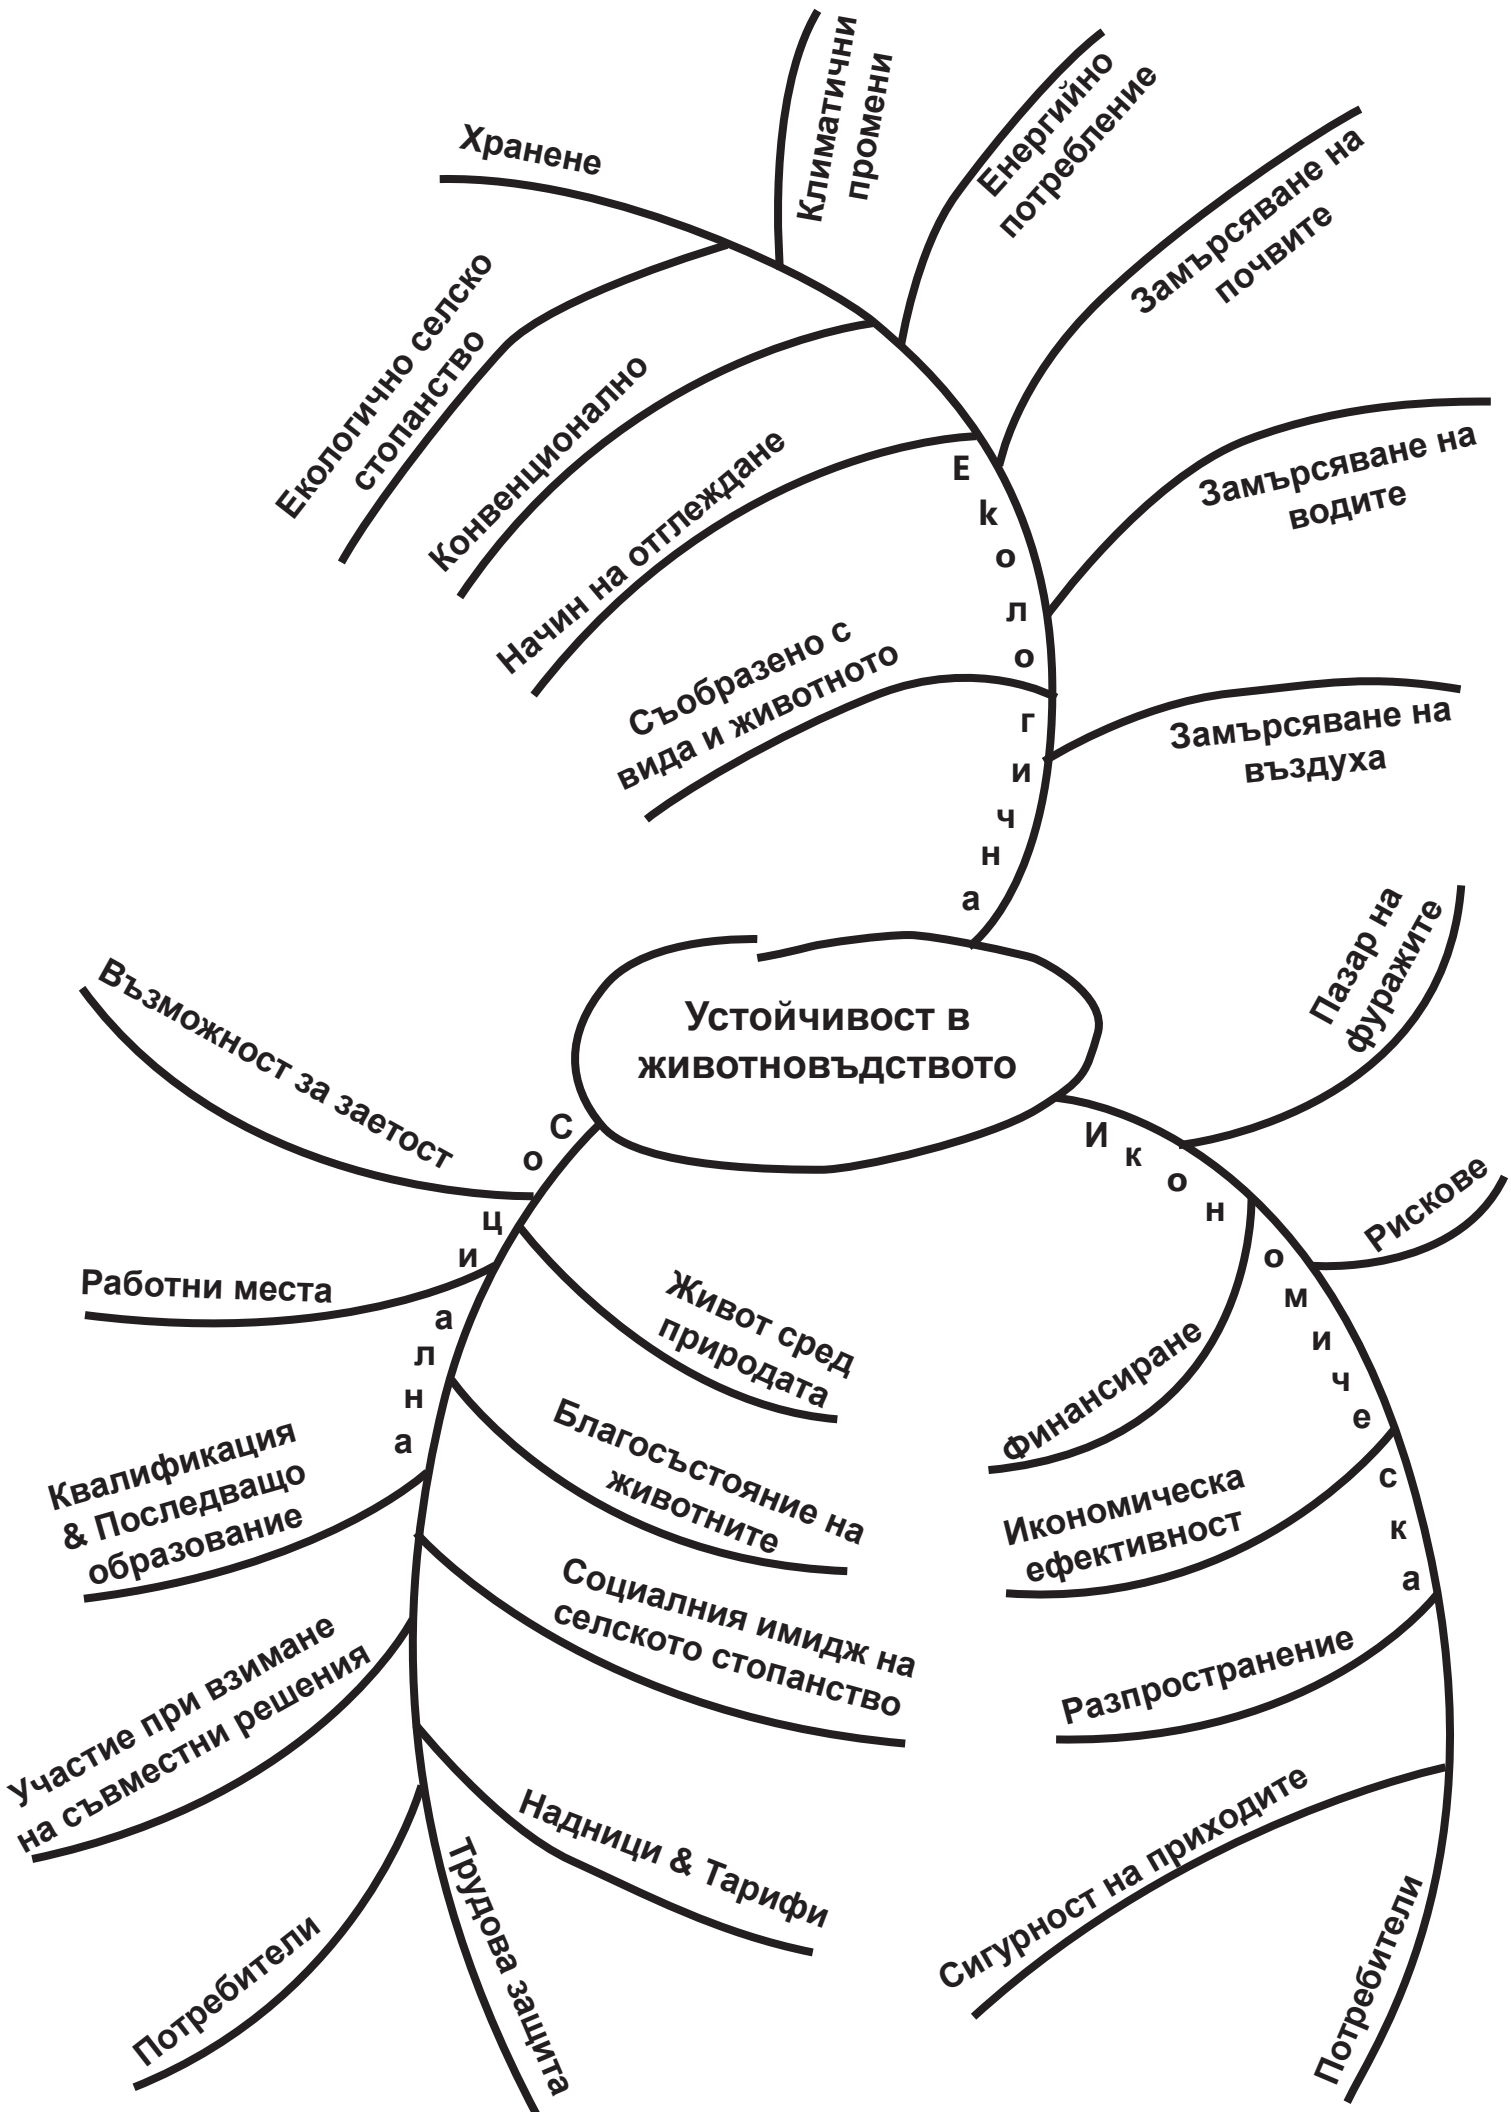 Климатични
промени
Енергийно
потребление
Хранене
Замърсяване на
почвите
Екологично селско
стопанство
Конвенционално
Начин на отглеждане
Замърсяване на
водите
Съобразено с
вида и животното
Замърсяване на
въздуха
Екологична
Устойчивост в
животновъдството
Пазар на
фуражите
Възможност за заетост
Социална
Икономическа
Рискове
Работни места
Живот сред
природата
Финансиране
Благосъстояние на
животните
Квалификация
& Последващо
образование
Икономическа
ефективност
Социалния имидж на
селското стопанство
Разпространение
Участие при взимане
на съвместни решения
Надници & Тарифи
Сигурност на приходите
Потребители
Трудова защита
Потребители